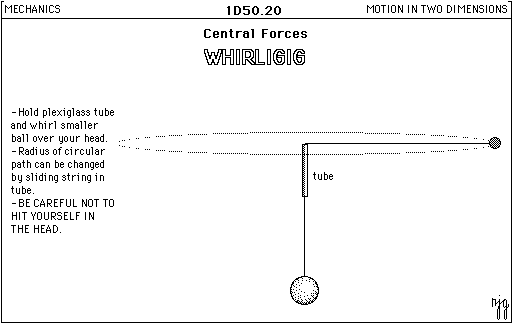 MECHANICS
1D50.20
MOTION IN TWO DIMENSIONS
Central Forces
WHIRLIGIG
- Hold plexiglass tube
and whirl smaller
ball over your head.
- Radius of circular
path can be changed
by sliding string in
tube.
- BE CAREFUL NOT TO
HIT YOURSELF IN
THE HEAD.
tube
njg